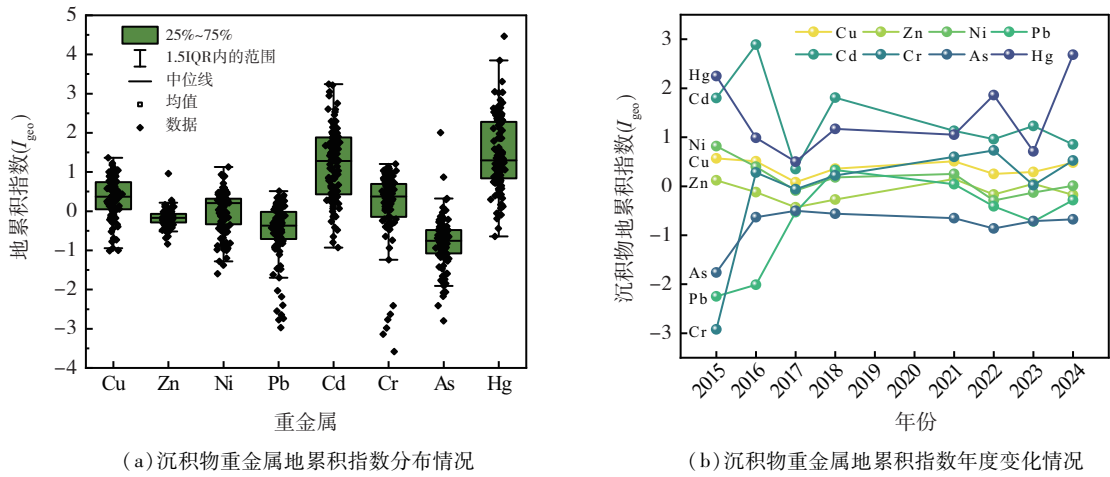 5
4
3
2
1
0
−1
−2
−3
−4
地累积指数(I_geo)
25%~75%
1.5IQR内的范围
中位线
均值
数据
Cu Zn Ni Pb Cd Cr As Hg
重金属
(a)沉积物重金属地累积指数分布情况
3
2
1
0
−1
−2
−3
沉积物地累积指数(I_geo)
Cu Zn Ni Pb
Cd Cr As Hg
Hg
Cd
Ni
Cu
Zn
As
Pb
Cr
2015 2016 2017 2018 2019 2020 2021 2022 2023 2024
年份
(b)沉积物重金属地累积指数年度变化情况